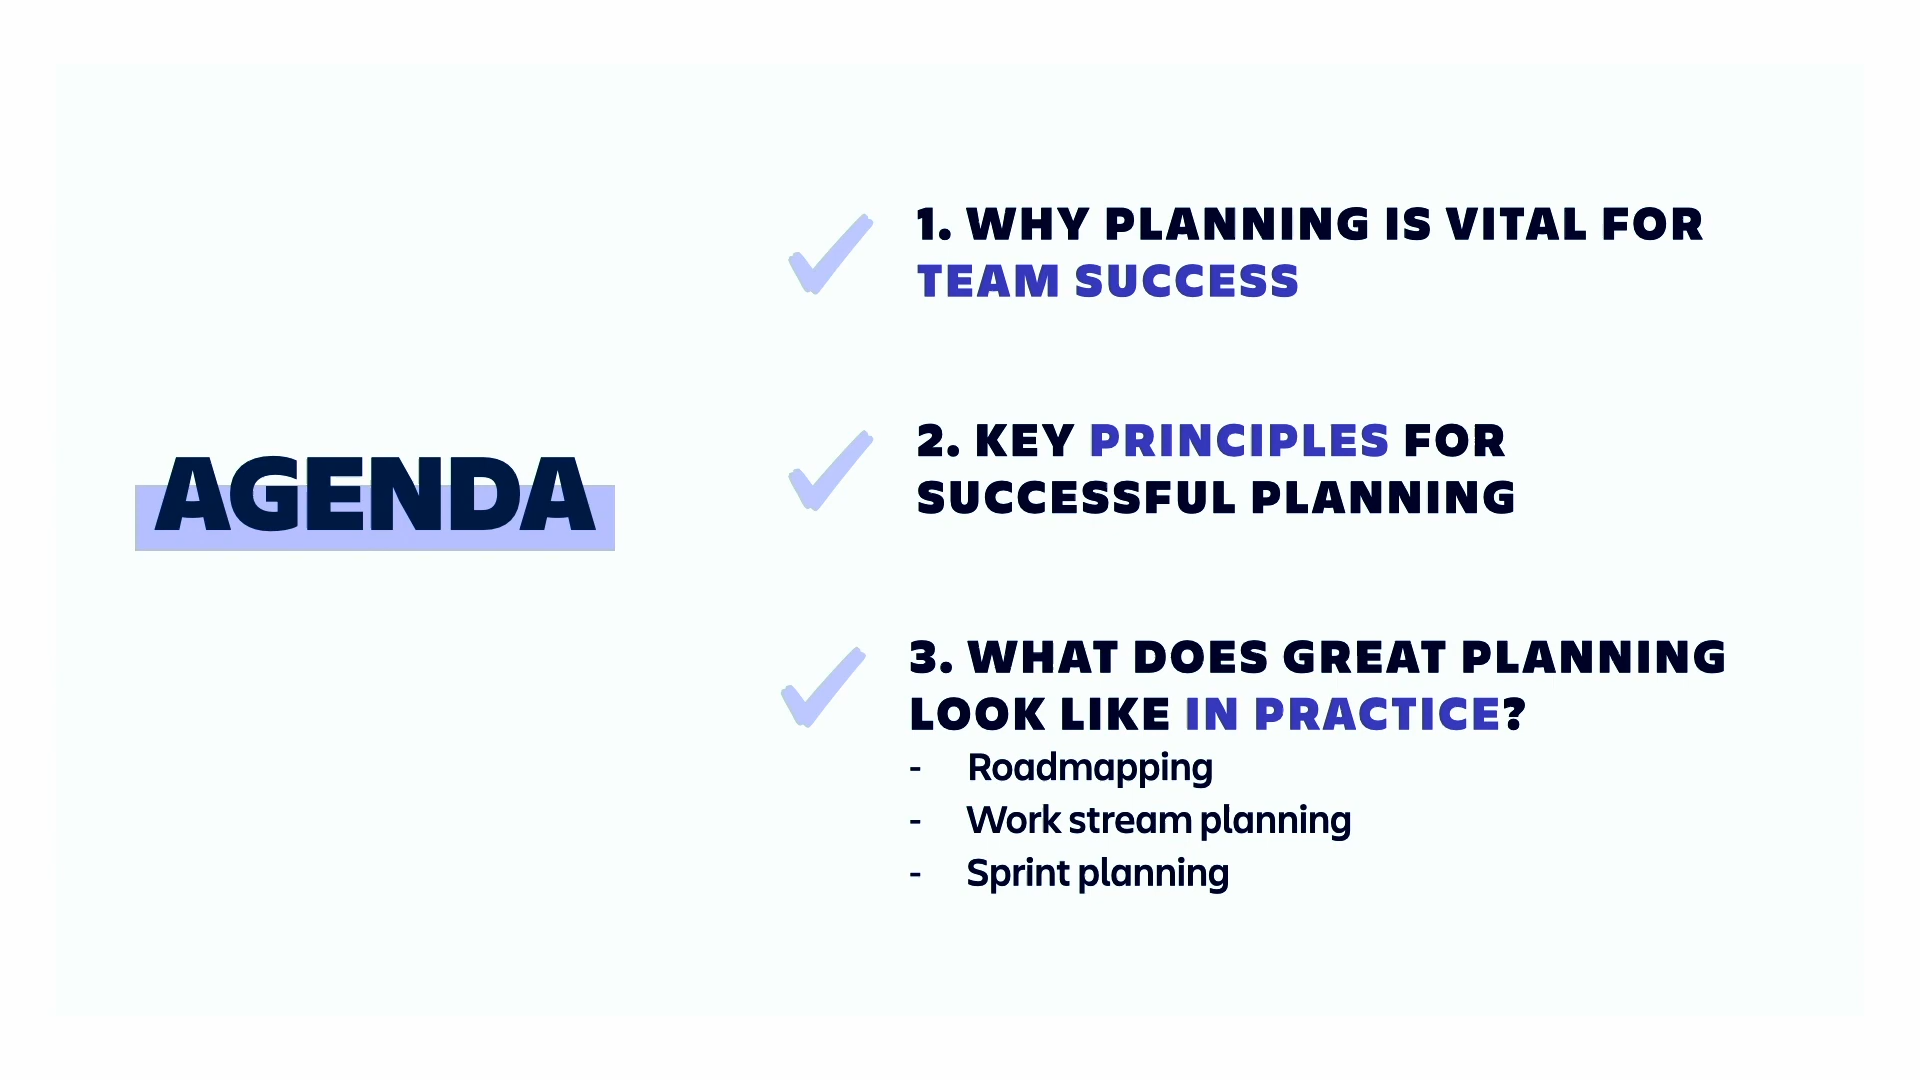 AGENDA
1. WHY PLANNING IS VITAL FOR
TEAM SUCCESS
2. KEY PRINCIPLES FOR
SUCCESSFUL PLANNING
3. WHAT DOES GREAT PLANNING
LOOK LIKE IN PRACTICE?
- Roadmapping
- Work stream planning
- Sprint planning